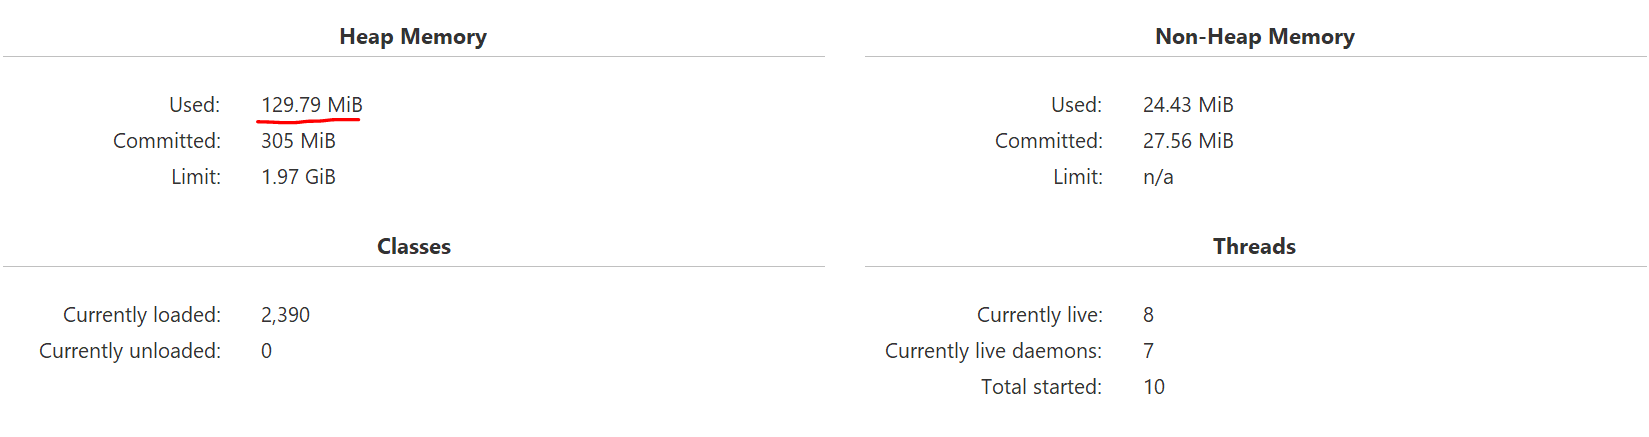 Heap Memory
Used: 129.79 MiB
Committed: 305 MiB
Limit: 1.97 GiB
Non-Heap Memory
Used: 24.43 MiB
Committed: 27.56 MiB
Limit: n/a
Classes
Currently loaded: 2,390
Currently unloaded: 0
Threads
Currently live: 8
Currently live daemons: 7
Total started: 10